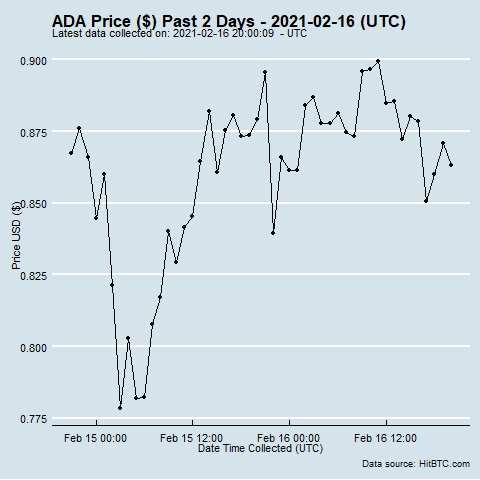 ADA Price ($) Past 2 Days - 2021-02-16 (UTC)
Latest data collected on: 2021-02-16 20:00:09  - UTC
0.900
0.875
0.850
0.825
0.800
0.775
Price USD ($)
Feb 15 00:00
Feb 15 12:00
Feb 16 00:00
Feb 16 12:00
Date Time Collected (UTC)
Data source: HitBTC.com